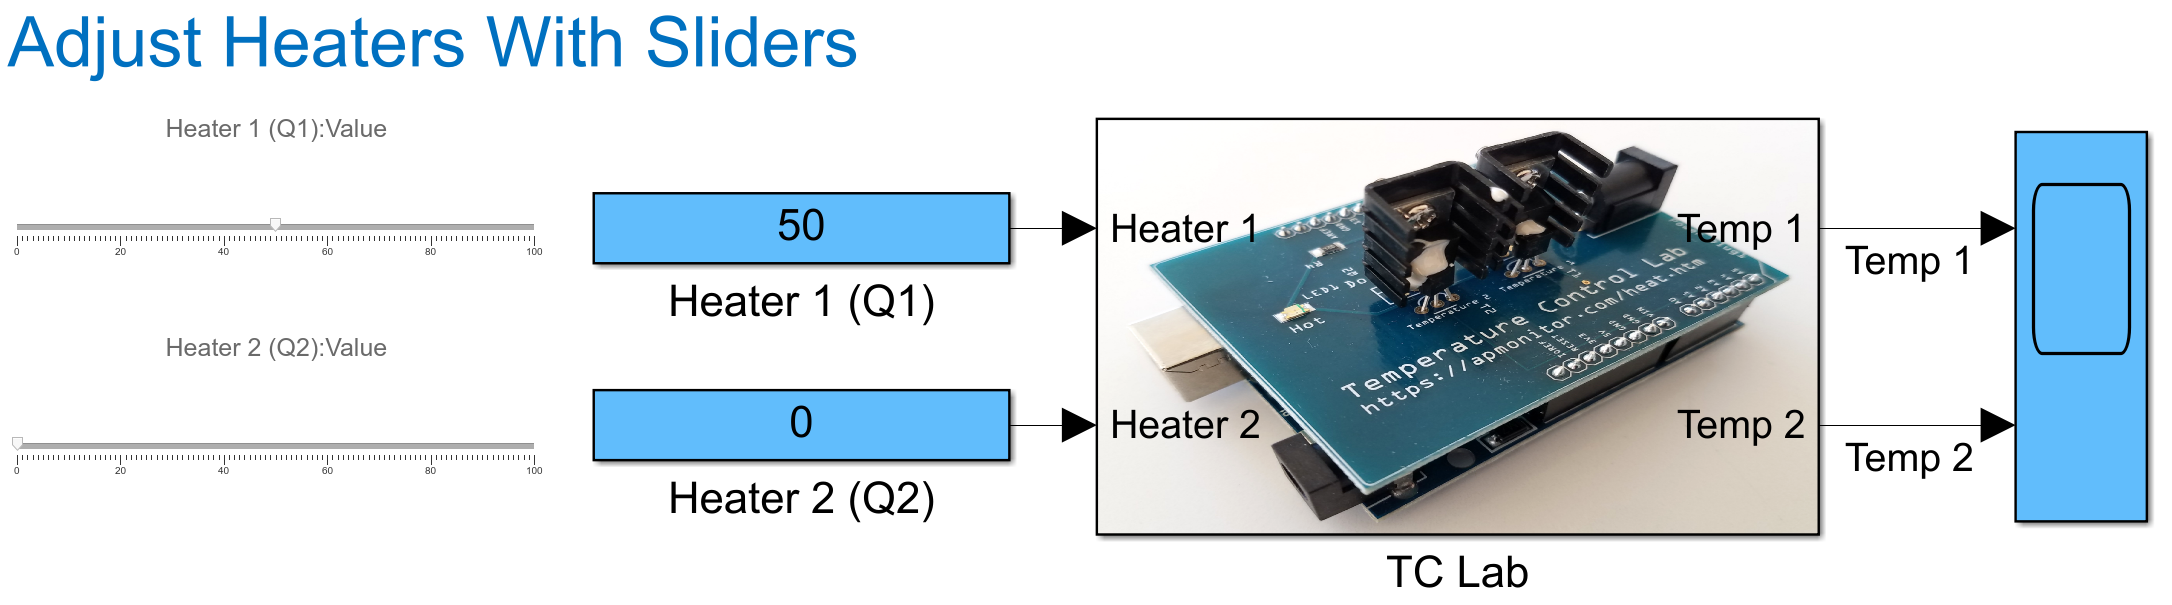 Adjust Heaters With Sliders
Heater 1 (Q1):Value
0 20 40 60 80 100
50
Heater 1 (Q1)
Heater 2 (Q2):Value
0 20 40 60 80 100
0
Heater 2 (Q2)
Heater 1
Heater 2
Temp 1
Temp 2
Hot
Temperature 2
Temperature Control Lab
https://apmonitor.com/heat.htm
TC Lab
Temp 1
Temp 2